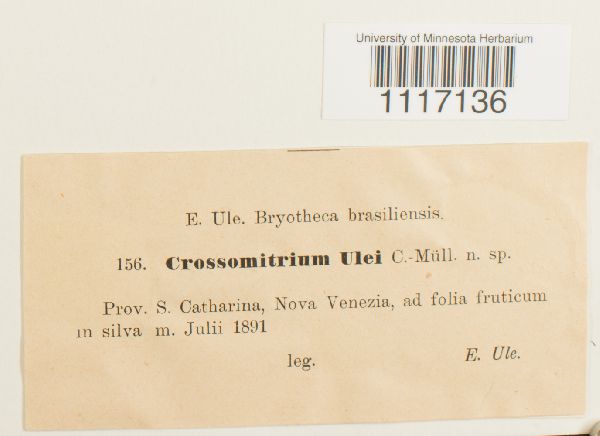 University of Minnesota Herbarium
1117136
E. Ule. Bryotheca brasiliensis.
156. Crossomitrium Ulei C.-Müll. n. sp.
Prov. S. Catharina, Nova Venezia, ad folia fruticum
in silva m. Julii 1891
leg. E. Ule.